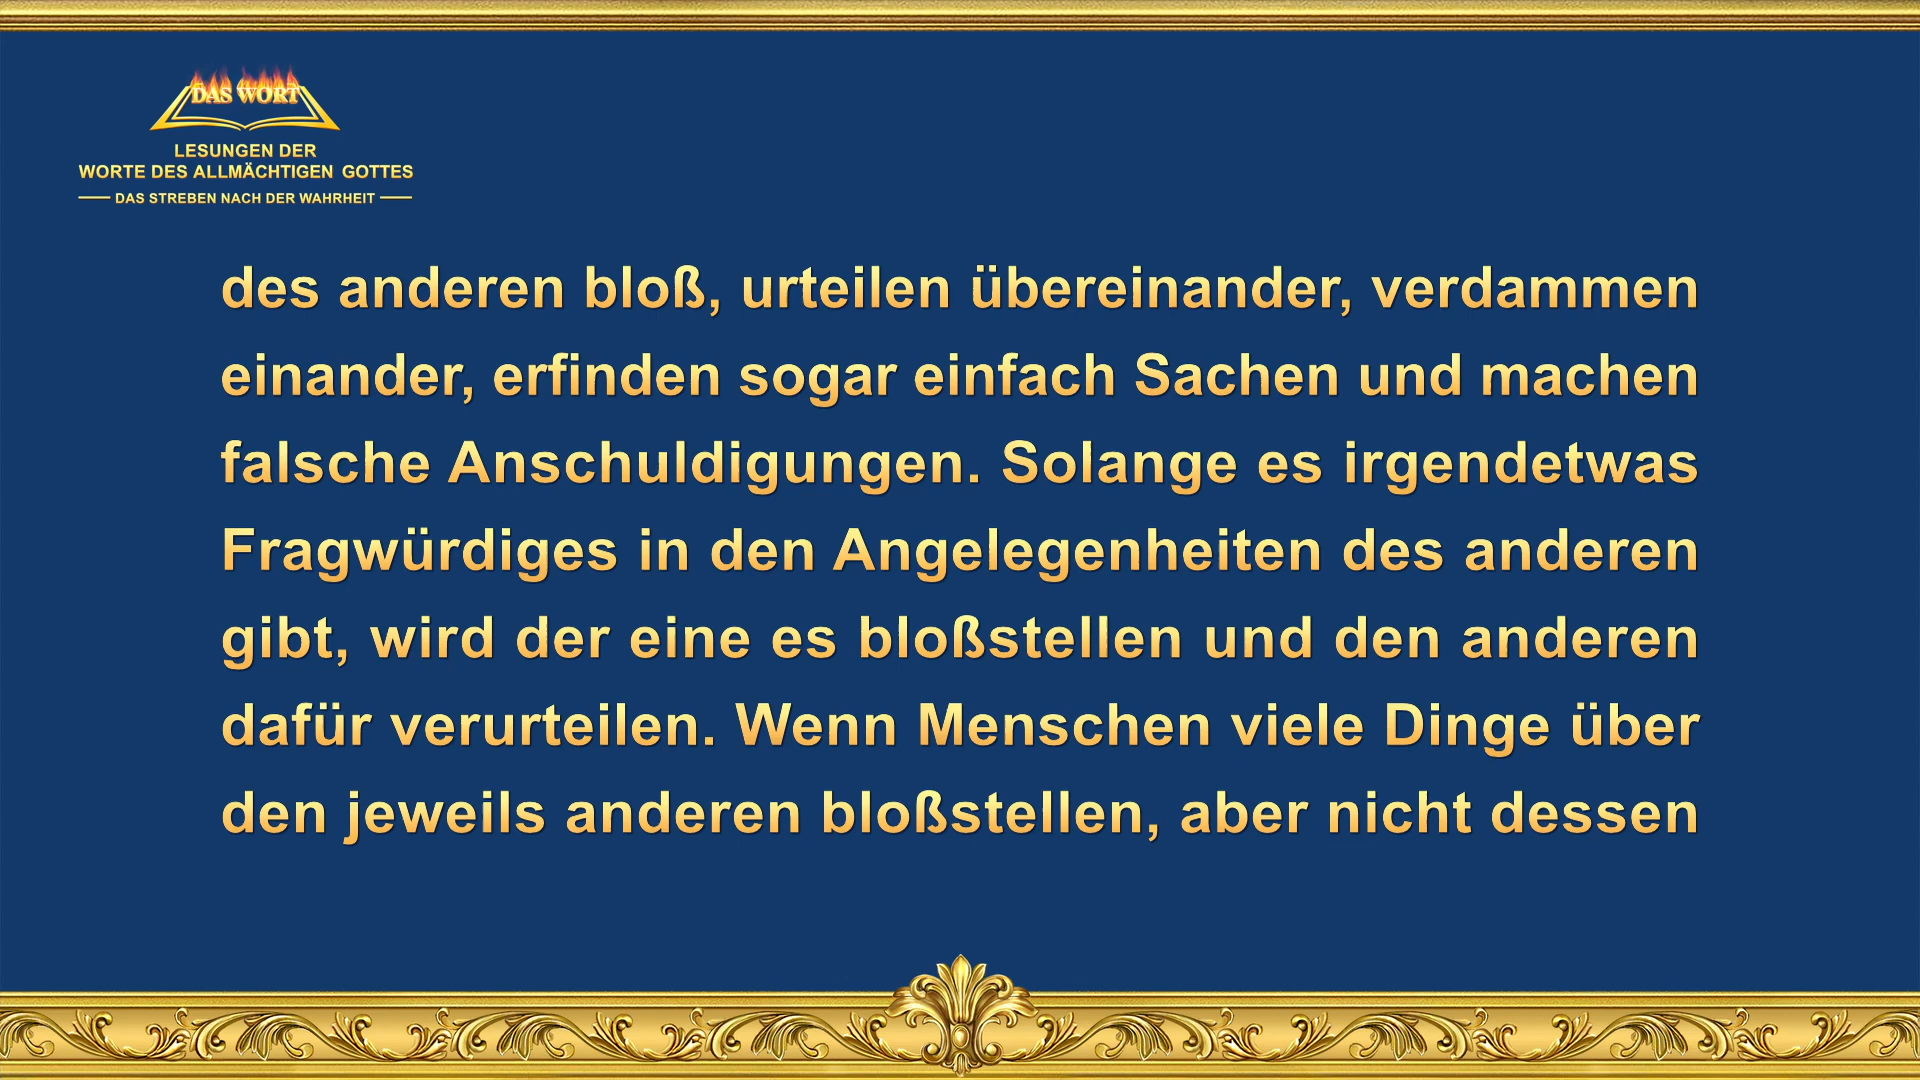 DAS WORT
LESUNGEN DER
WORTE DES ALLMÄCHTIGEN GOTTES
DAS STREBEN NACH DER WAHRHEIT
des anderen bloß, urteilen übereinander, verdammen
einander, erfinden sogar einfach Sachen und machen
falsche Anschuldigungen. Solange es irgendetwas
Fragwürdiges in den Angelegenheiten des anderen
gibt, wird der eine es bloßstellen und den anderen
dafür verurteilen. Wenn Menschen viele Dinge über
den jeweils anderen bloßstellen, aber nicht dessen